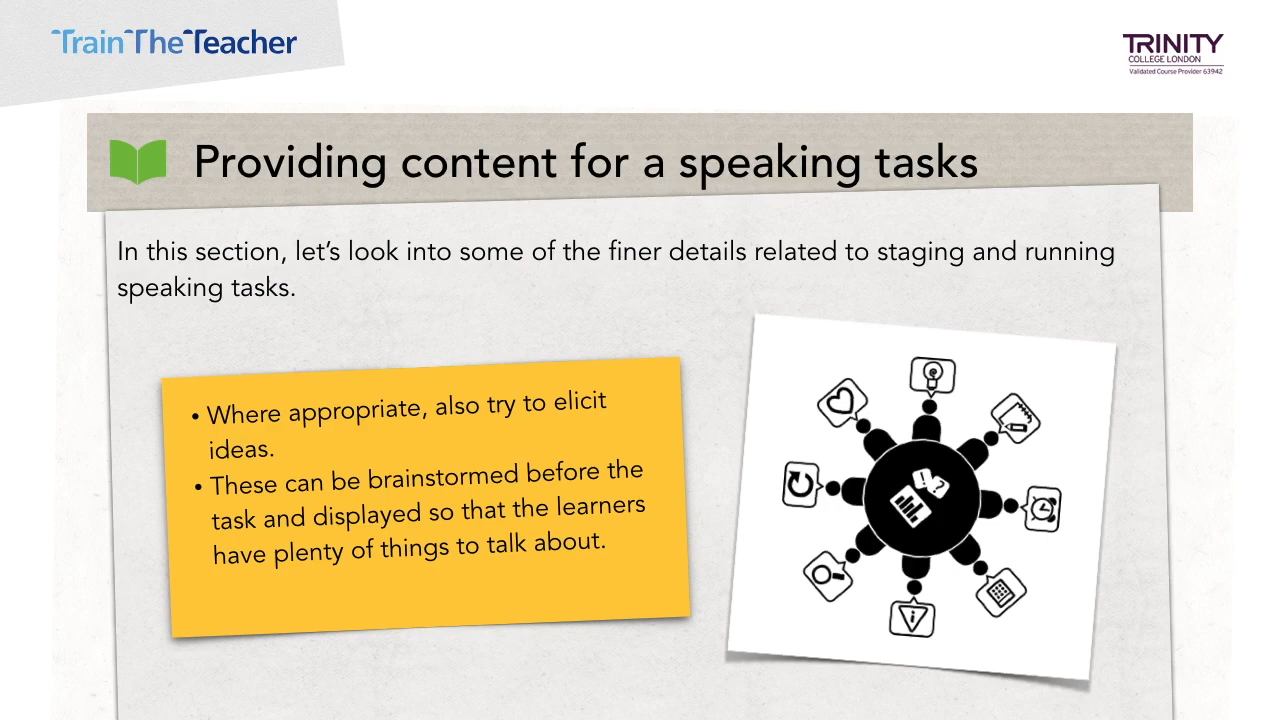 TrainTheTeacher
TRINITY
COLLEGE LONDON
Validated Course Provider 63942
Providing content for a speaking tasks
In this section, let’s look into some of the finer details related to staging and running
speaking tasks.
• Where appropriate, also try to elicit
ideas.
• These can be brainstormed before the
task and displayed so that the learners
have plenty of things to talk about.